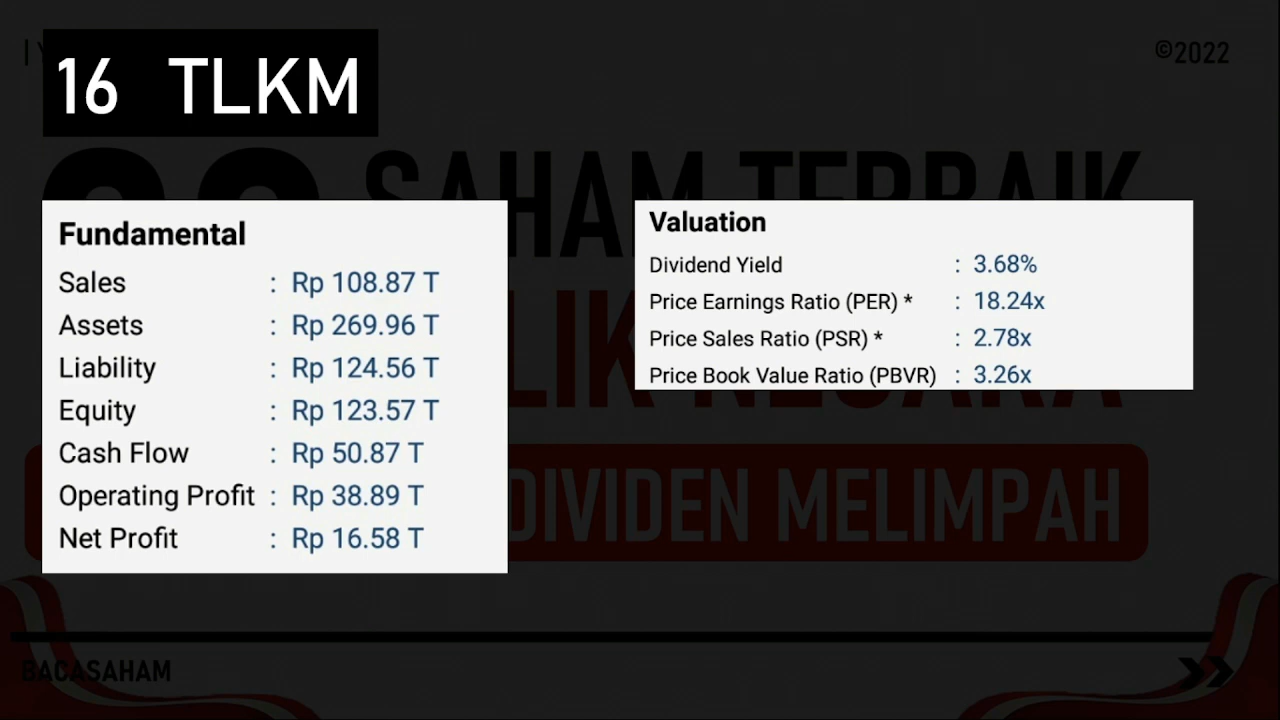 ©2022
16 TLKM
SAHAM TERBAIK
Fundamental
Sales : Rp 108.87 T
Assets : Rp 269.96 T
Liability : Rp 124.56 T
Equity : Rp 123.57 T
Cash Flow : Rp 50.87 T
Operating Profit : Rp 38.89 T
Net Profit : Rp 16.58 T
Valuation
Dividend Yield : 3.68%
Price Earnings Ratio (PER) * : 18.24x
Price Sales Ratio (PSR) * : 2.78x
Price Book Value Ratio (PBVR) : 3.26x
DIVIDEN MELIMPAH
BACASAHAM